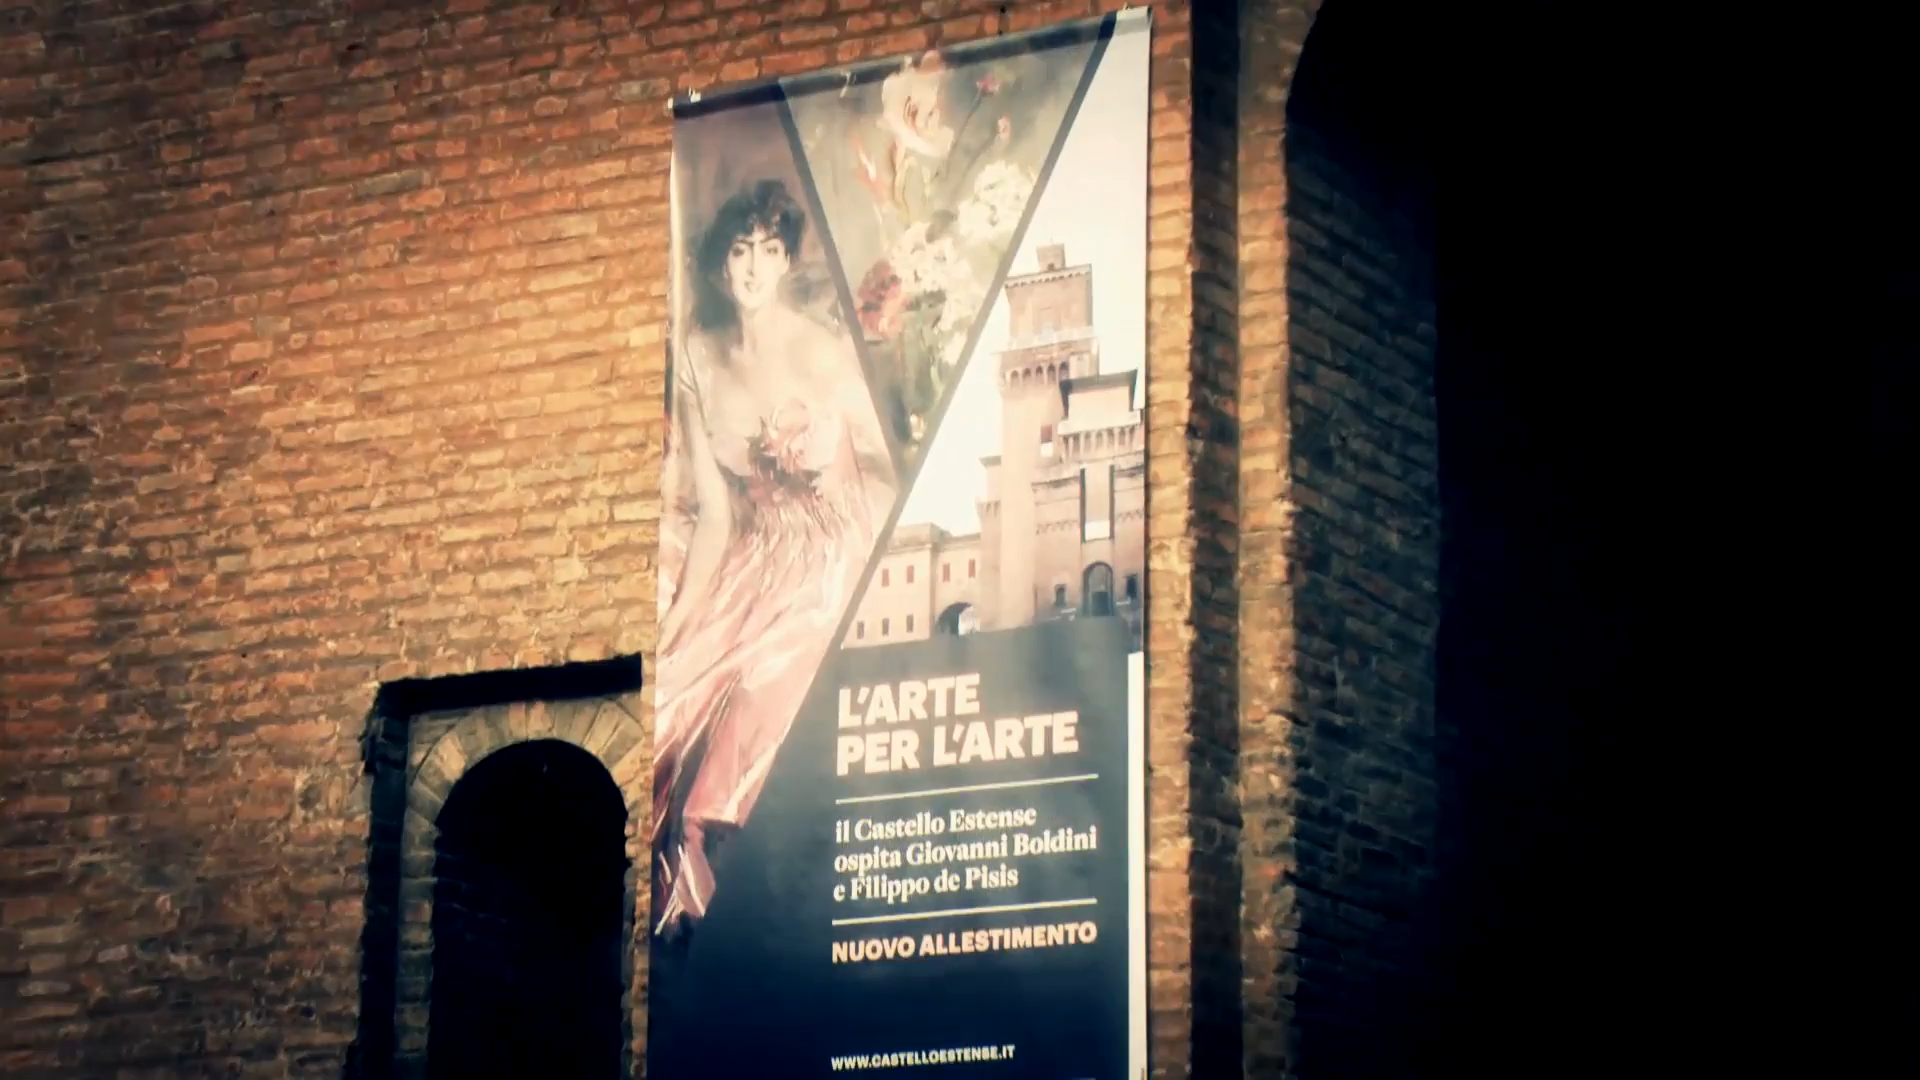 L'ARTE
PER L'ARTE
il Castello Estense
ospita Giovanni Boldini
e Filippo de Pisis
NUOVO ALLESTIMENTO
WWW.CASTELLOESTENSE.IT